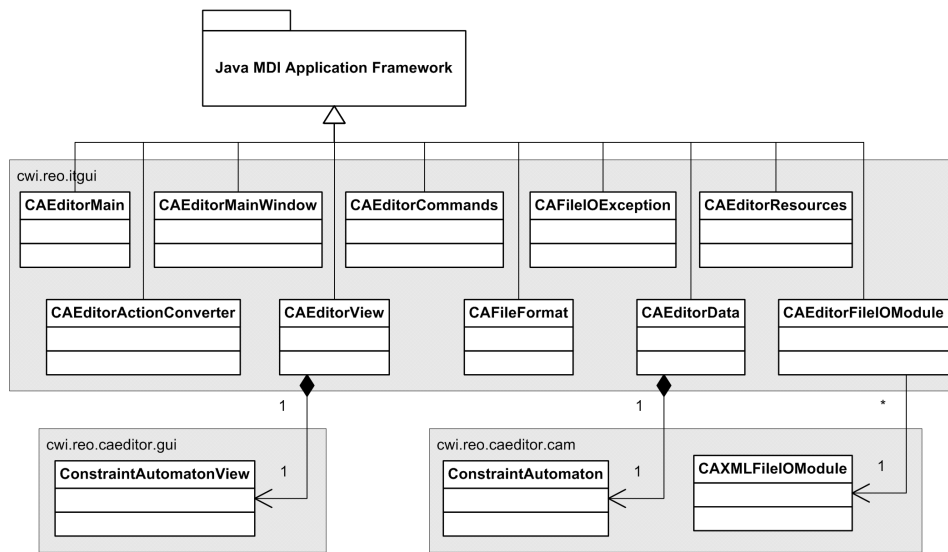 Java MDI Application Framework
cwi.reo.itgui
CAEditorMain
CAEditorMainWindow
CAEditorCommands
CAFileIOException
CAEditorResources
CAEditorActionConverter
CAEditorView
CAFileFormat
CAEditorData
CAEditorFileIOModule
1
1
*
cwi.reo.caeditor.gui
cwi.reo.caeditor.cam
ConstraintAutomatonView
1
ConstraintAutomaton
1
CAXMLFileIOModule
1